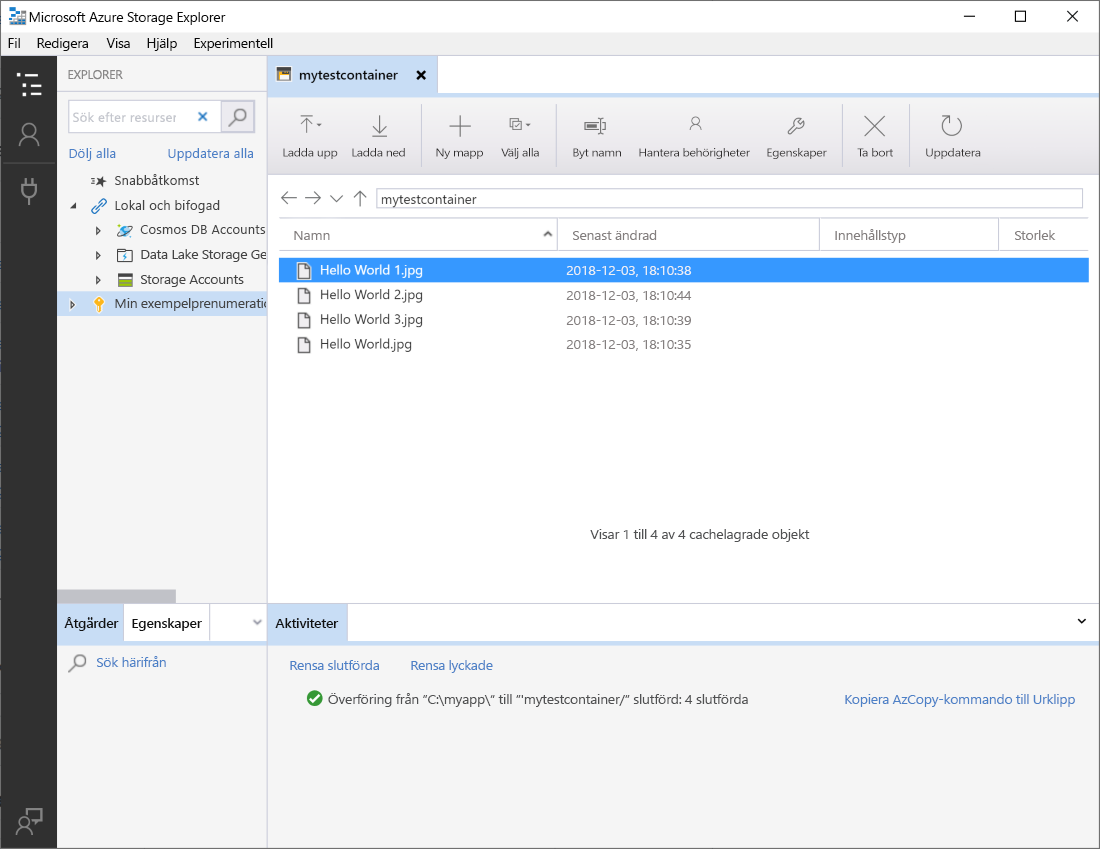 Microsoft Azure Storage Explorer
Fil Redigera Visa Hjälp Experimentell
EXPLORER
Sök efter resurser
Dölj alla Uppdatera alla
Snabbåtkomst
Lokal och bifogad
Cosmos DB Accounts
Data Lake Storage Ge
Storage Accounts
Min exempelprenumeratio
mytestcontainer
Ladda upp Ladda ned Ny mapp Välj alla Byt namn Hantera behörigheter Egenskaper Ta bort Uppdatera
mytestcontainer
Namn Senast ändrad Innehållstyp Storlek
Hello World 1.jpg 2018-12-03, 18:10:38
Hello World 2.jpg 2018-12-03, 18:10:44
Hello World 3.jpg 2018-12-03, 18:10:39
Hello World.jpg 2018-12-03, 18:10:35
Visar 1 till 4 av 4 cachelagrade objekt
Åtgärder Egenskaper
Sök härifrån
Aktiviteter
Rensa slutförda Rensa lyckade
Överföring från ”C:\myapp\” till ”'mytestcontainer/” slutförd: 4 slutförda Kopiera AzCopy-kommando till Urklipp